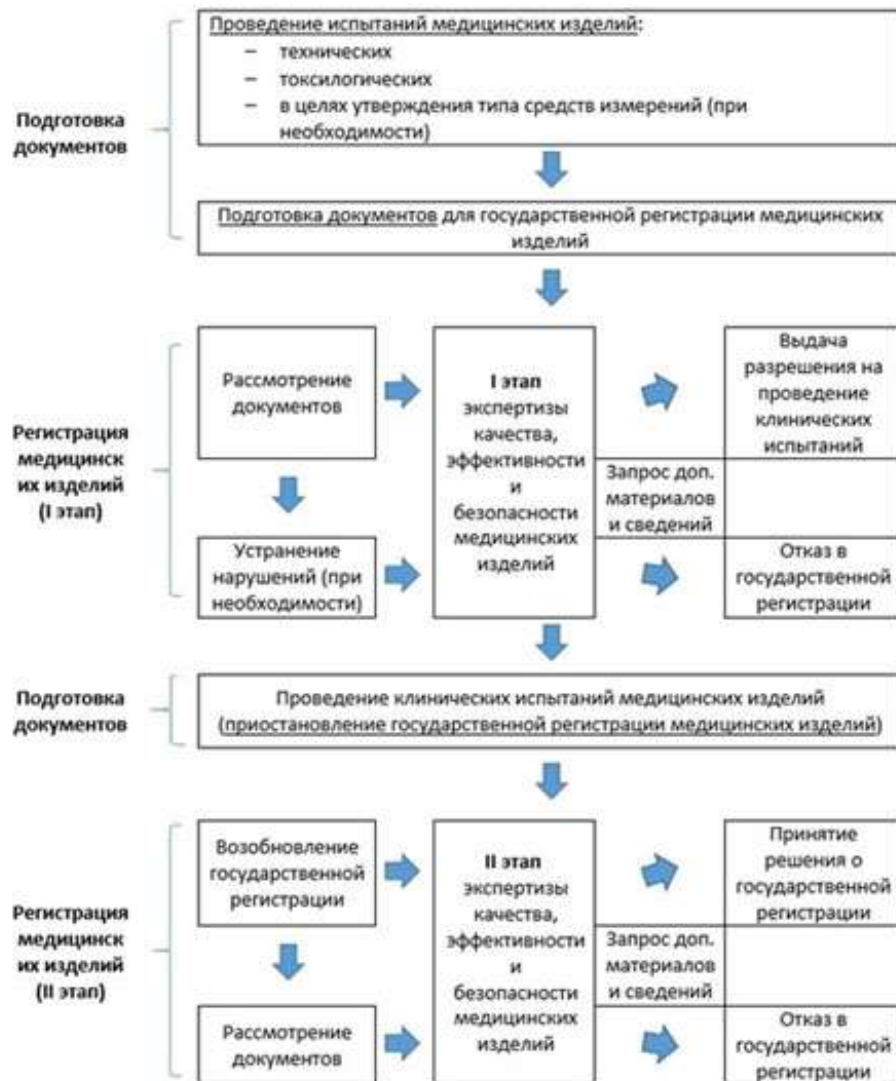 Проведение испытаний медицинских изделий:
– технических
– токсилогических
– в целях утверждения типа средств измерений (при
необходимости)
Подготовка
документов
Подготовка документов для государственной регистрации медицинских
изделий
Регистрация
медицинск
их изделий
(I этап)
Рассмотрение
документов
Устранение
нарушений (при
необходимости)
I этап
экспертизы
качества,
эффективности
и
безопасности
медицинских
изделий
Запрос доп.
материалов
и сведений
Выдача
разрешения на
проведение
клинических
испытаний
Отказ в
государственной
регистрации
Подготовка
документов
Проведение клинических испытаний медицинских изделий
(приостановление государственной регистрации медицинских изделий)
Регистрация
медицинск
их изделий
(II этап)
Возобновление
государственной
регистрации
Рассмотрение
документов
II этап
экспертизы
качества,
эффективности
и
безопасности
медицинских
изделий
Запрос доп.
материалов
и сведений
Принятие
решения о
государственной
регистрации
Отказ в
государственной
регистрации